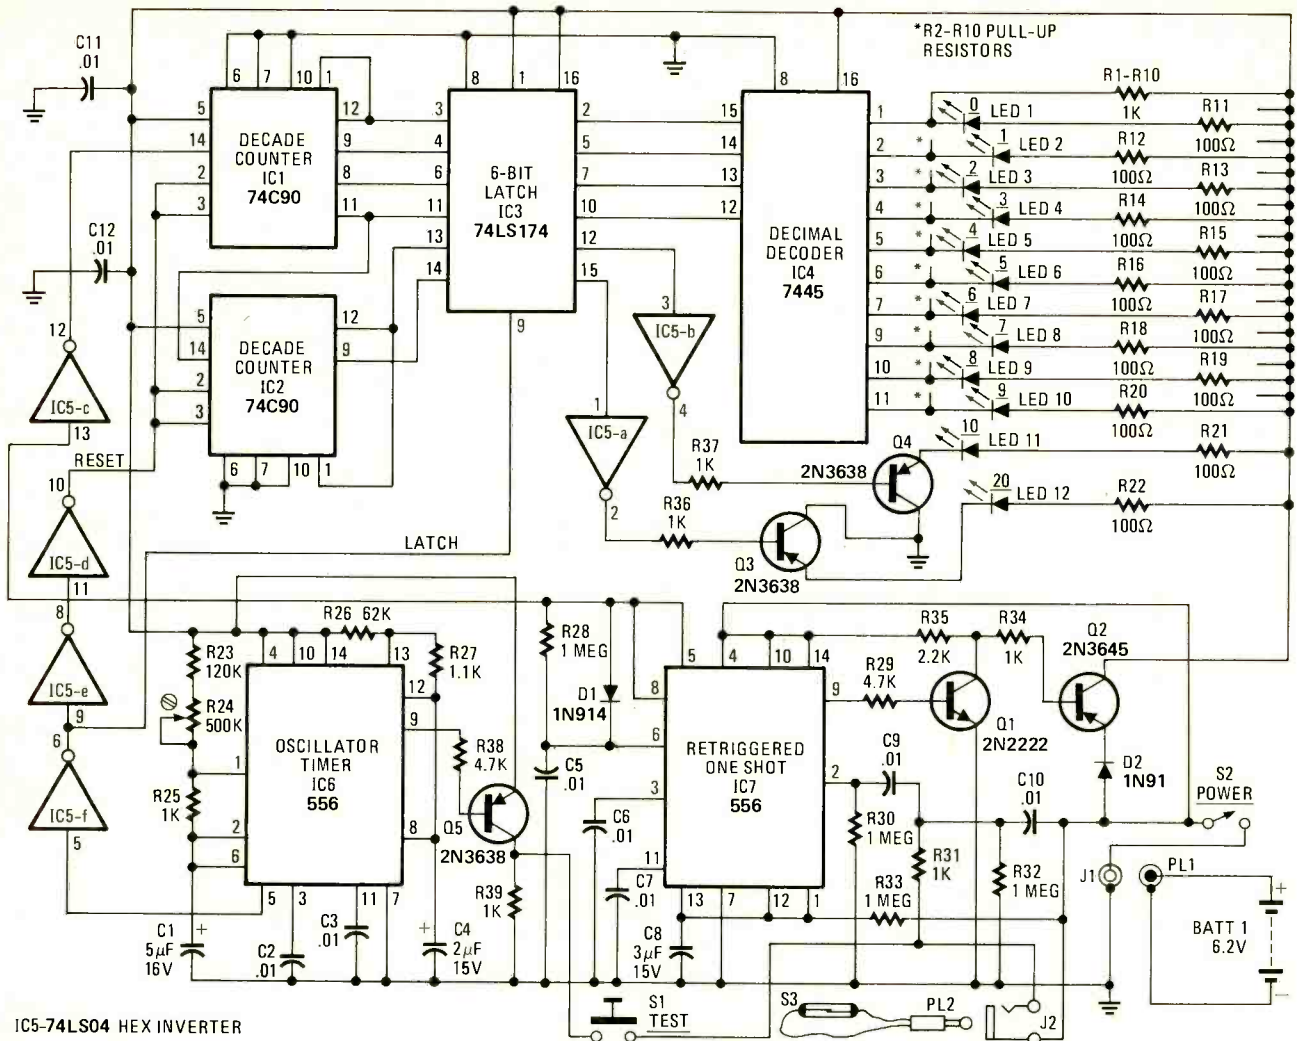 *R2-R10 PULL-UP
RESISTORS
C11
.01
6 7 10 1
8 1 16
8 16
R1-R10
1K
5
14
2
3
DECADE
COUNTER
IC1
74C90
12
9
8
11
3
4
6
11
13
14
6-BIT
LATCH
IC3
74LS174
2
5
7
10
12
15
9
15
14
13
12
DECIMAL
DECODER
IC4
7445
1
2
3
4
5
6
7
9
10
11
*
*
*
*
*
*
*
*
*
0 LED 1
1 LED 2
2 LED 3
3 LED 4
4 LED 5
5 LED 6
6 LED 7
7 LED 8
8 LED 9
9 LED 10
10 LED 11
20 LED 12
R11
100Ω
R12
100Ω
R13
100Ω
R14
100Ω
R15
100Ω
R16
100Ω
R17
100Ω
R18
100Ω
R19
100Ω
R20
100Ω
R21
100Ω
R22
100Ω
C12
.01
5
14
2
3
DECADE
COUNTER
IC2
74C90
12
9
6 7 10 1
12
IC5-c
13
RESET
10
IC5-d
11
8
IC5-e
9
6
IC5-f
5
3
IC5-b
4
1
IC5-a
2
R37
1K
R36
1K
Q4
2N3638
Q3
2N3638
LATCH
R26 62K
R23
120K
R24
500K
R25
1K
4 10 14 13
R27
1.1K
12
9
8
1
2
6
OSCILLATOR
TIMER
IC6
556
5 3 11 7
R38
4.7K
Q5
2N3638
R39
1K
C1
5µF
16V
+
C2
.01
C3
.01
+
C4
2µF
15V
R28
1 MEG
D1
1N914
C5
.01
C6
.01
C7
.01
C8
3µF
15V
5 4 10 14
8
6
3
11
RETRIGGERED
ONE SHOT
IC7
556
9
2
13 7 12 1
R35
2.2K
R34
1K
R29
4.7K
Q1
2N2222
Q2
2N3645
D2
1N91
C9
.01
C10
.01
R30
1 MEG
R31
1K
R32
1 MEG
R33
1 MEG
S2
POWER
J1
PL1
+
BATT 1
6.2V
−
S1
TEST
S3
PL2
J2
IC5-74LS04 HEX INVERTER